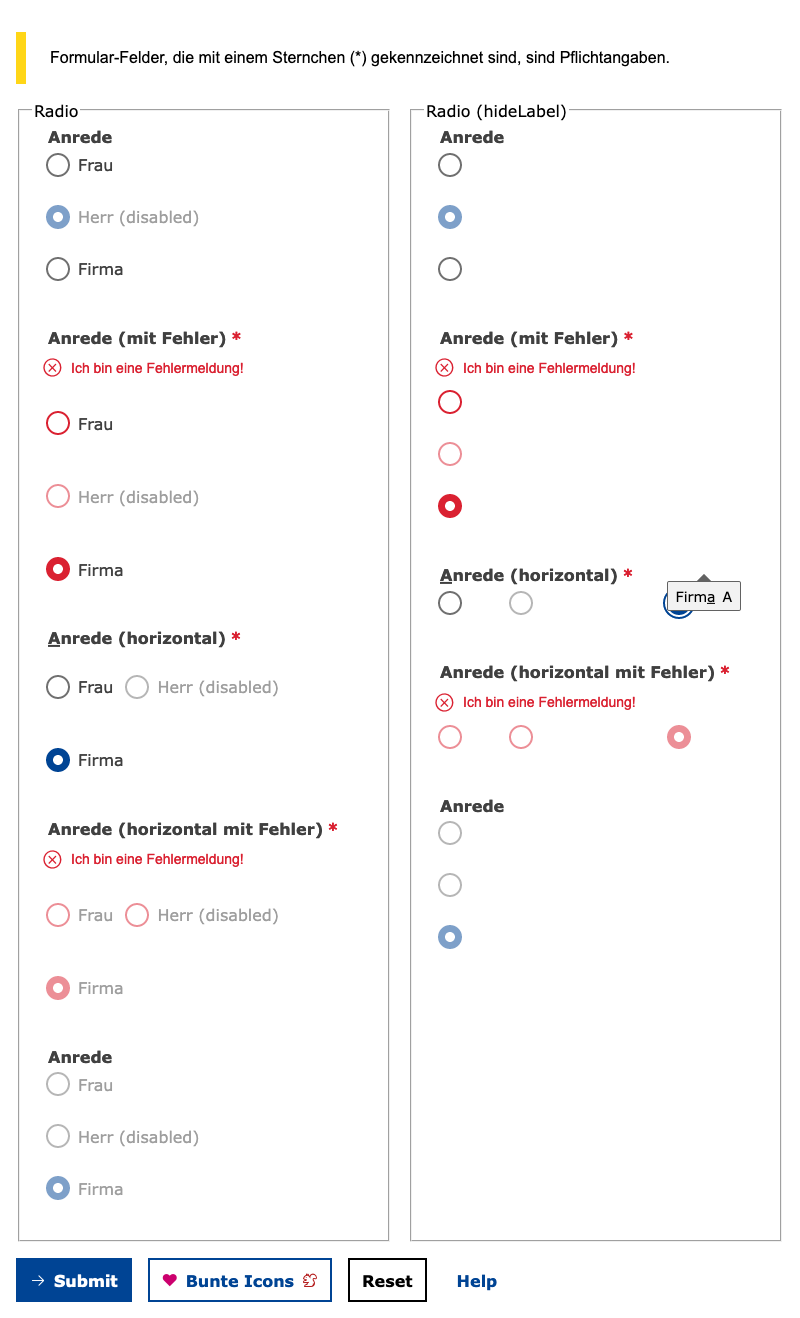 Formular-Felder, die mit einem Sternchen (*) gekennzeichnet sind, sind Pflichtangaben.
Radio
Anrede
Frau
Herr (disabled)
Firma
Anrede (mit Fehler) *
Ich bin eine Fehlermeldung!
Frau
Herr (disabled)
Firma
Anrede (horizontal) *
Frau Herr (disabled)
Firma
Anrede (horizontal mit Fehler) *
Ich bin eine Fehlermeldung!
Frau Herr (disabled)
Firma
Anrede
Frau
Herr (disabled)
Firma
Radio (hideLabel)
Anrede
Anrede (mit Fehler) *
Ich bin eine Fehlermeldung!
Anrede (horizontal) *
Firma A
Anrede (horizontal mit Fehler) *
Ich bin eine Fehlermeldung!
Anrede
Submit Bunte Icons Reset Help